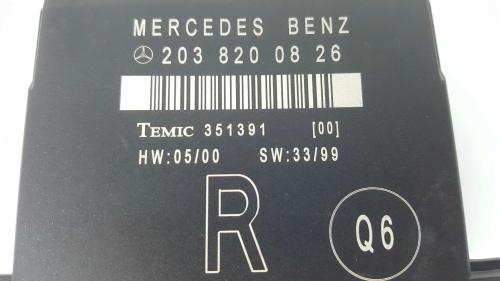 MERCEDES BENZ
203 820 08 26
TEMIC 351391 [00]
HW:05/00 SW:33/99
R
Q6